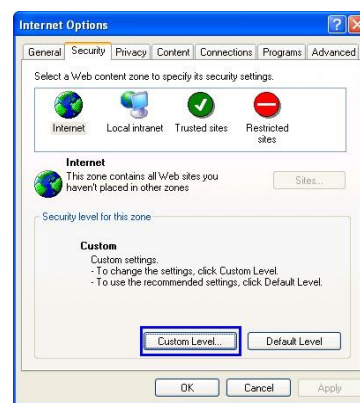 Internet Options
General Security Privacy Content Connections Programs Advanced
Select a Web content zone to specify its security settings.
Internet Local intranet Trusted sites Restricted
sites
Internet
This zone contains all Web sites you
haven't placed in other zones
Sites...
Security level for this zone
Custom
Custom settings.
- To change the settings, click Custom Level.
- To use the recommended settings, click Default Level.
Custom Level... Default Level
OK Cancel Apply